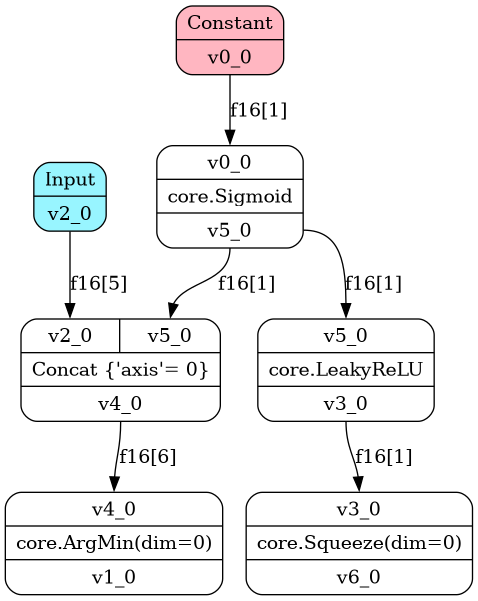 Constant
v0_0
f16[1]
v0_0
core.Sigmoid
v5_0
Input
v2_0
f16[5]
f16[1]
f16[1]
v2_0 v5_0
Concat {'axis'= 0}
v4_0
v5_0
core.LeakyReLU
v3_0
f16[6]
f16[1]
v4_0
core.ArgMin(dim=0)
v1_0
v3_0
core.Squeeze(dim=0)
v6_0